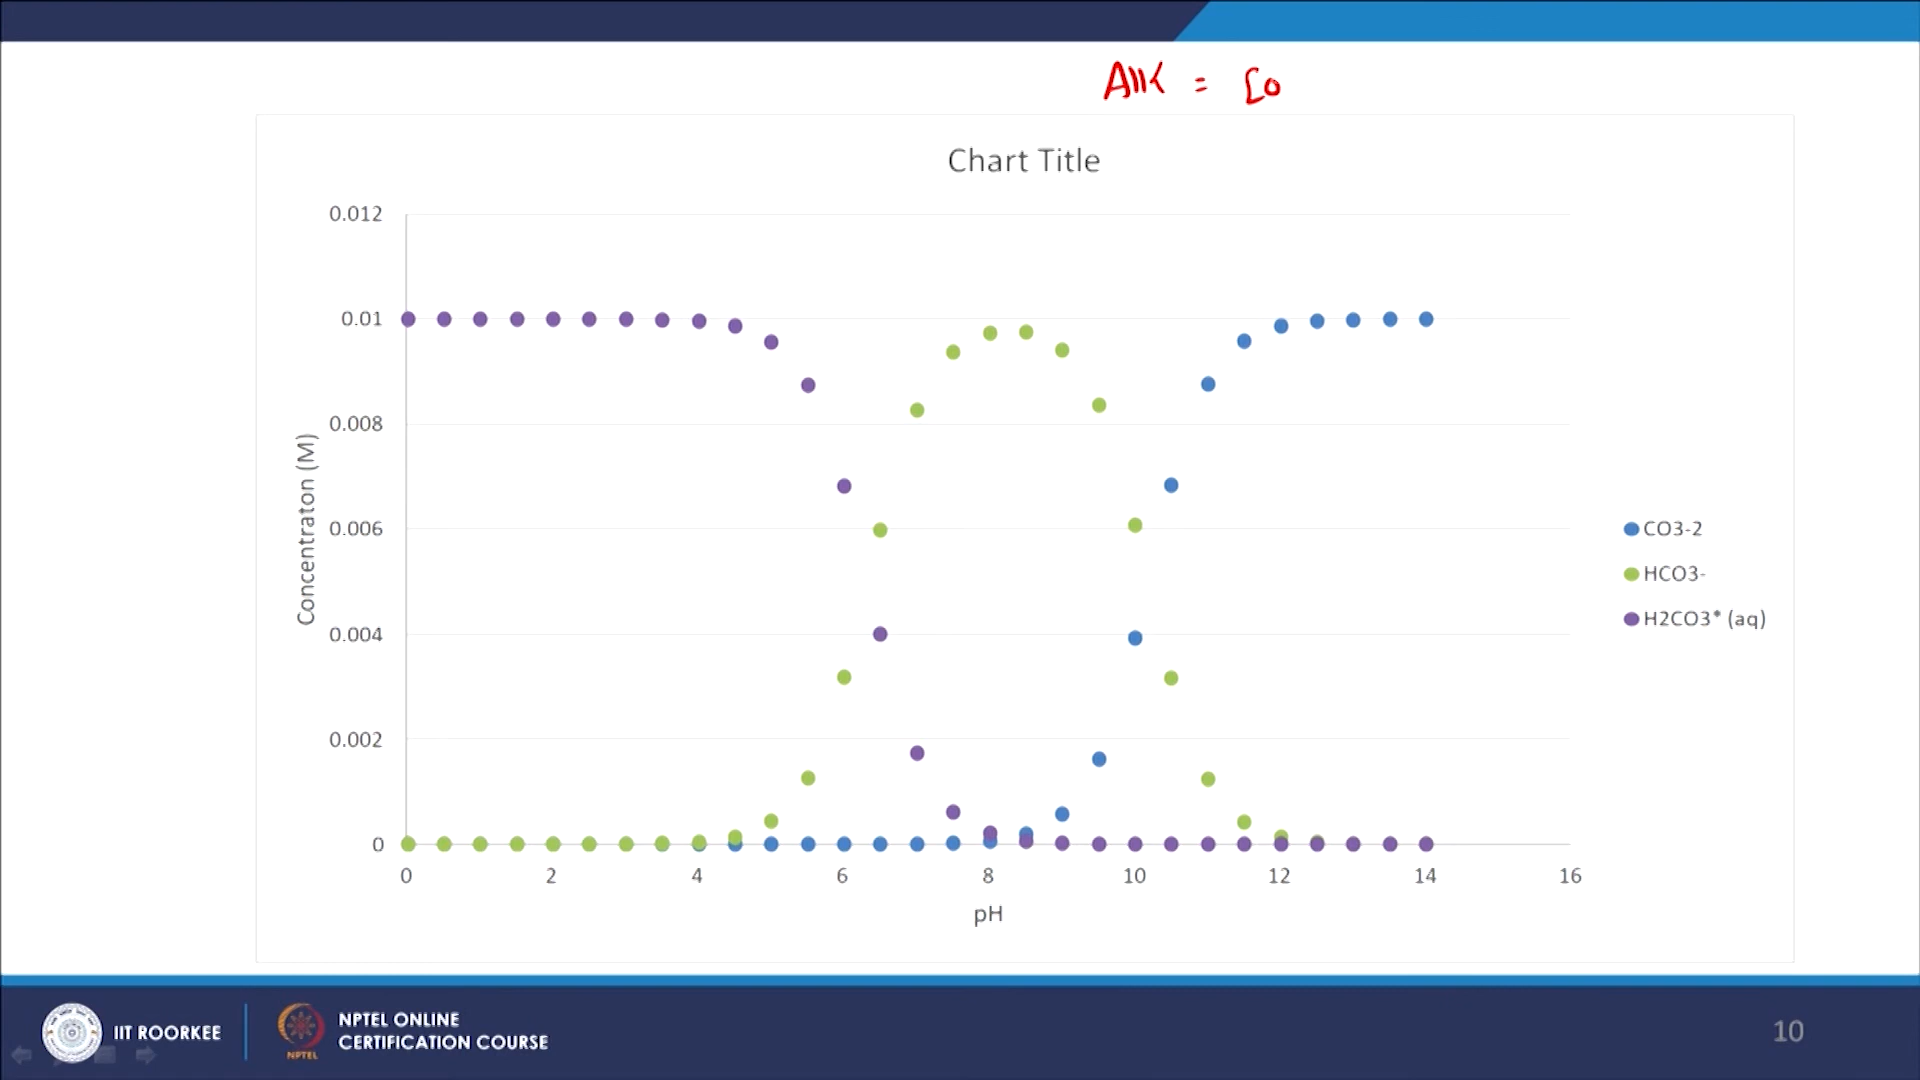 Alk = [O
Chart Title
0.012
0.01
0.008
0.006
0.004
0.002
0
Concentraton (M)
0 2 4 6 8 10 12 14 16
pH
CO3-2
HCO3-
H2CO3* (aq)
IIT ROORKEE
NPTEL
NPTEL ONLINE
CERTIFICATION COURSE
10